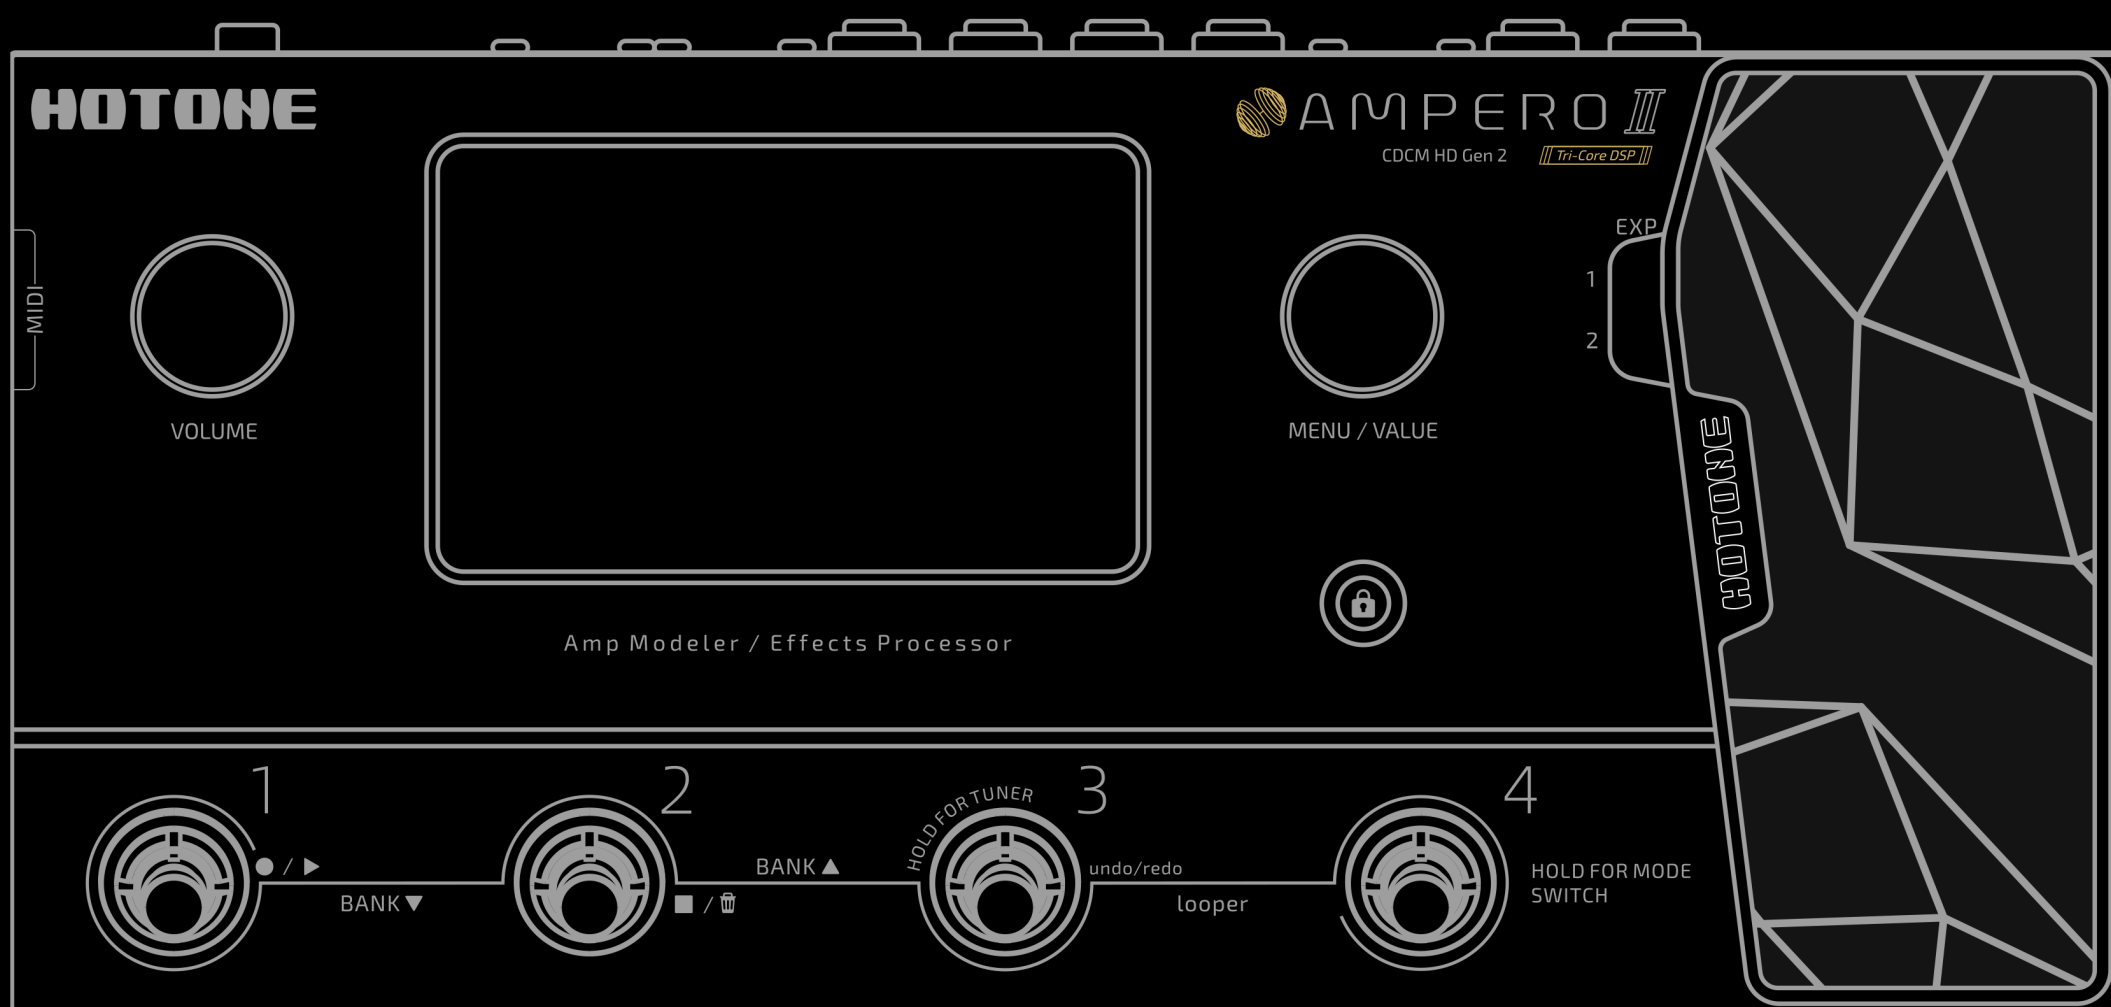 HOTONE
AMPERO II
CDCM HD Gen 2
Tri-Core DSP
EXP
1
2
MIDI
VOLUME
MENU / VALUE
HOTONE
Amp Modeler / Effects Processor
1
2
3
4
HOLD FOR TUNER
/
BANK
BANK
/
undo/redo
looper
HOLD FOR MODE
SWITCH